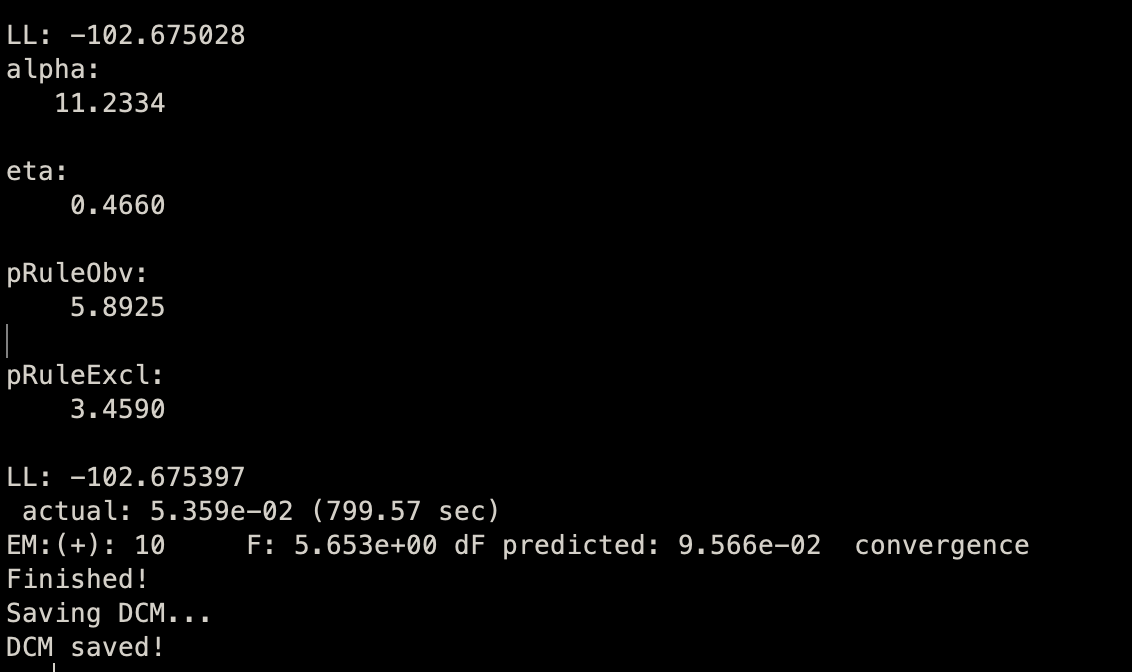 LL: -102.675028
alpha:
11.2334
eta:
0.4660
pRuleObv:
5.8925
pRuleExcl:
3.4590
LL: -102.675397
actual: 5.359e-02 (799.57 sec)
EM:(+): 10 F: 5.653e+00 dF predicted: 9.566e-02 convergence
Finished!
Saving DCM...
DCM saved!